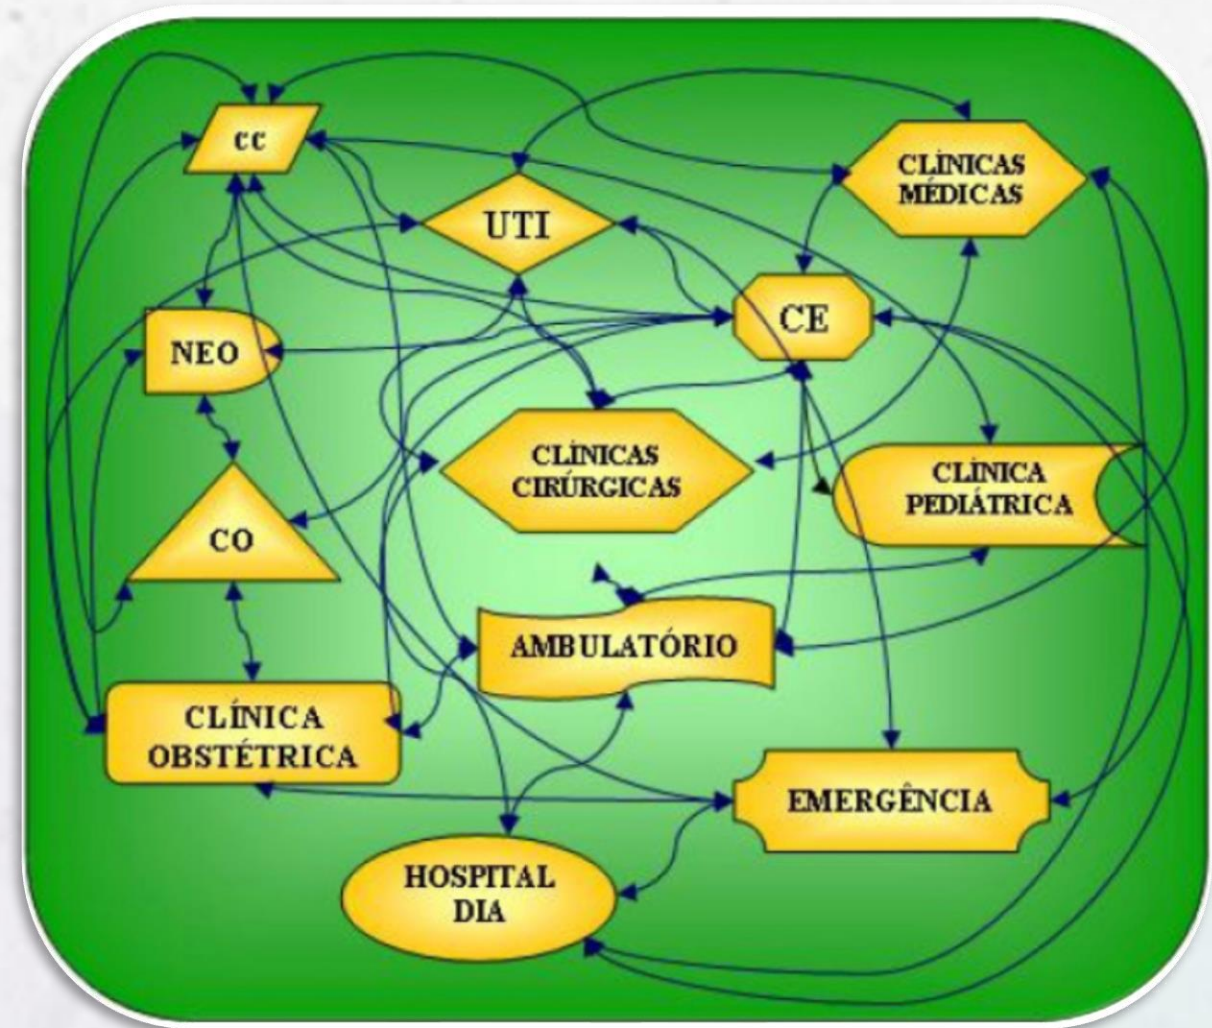 cc
UTI
CLÍNICAS
MÉDICAS
NEO
CE
CLÍNICAS
CIRÚRGICAS
CLÍNICA
PEDIÁTRICA
CO
AMBULATÓRIO
CLÍNICA
OBSTÉTRICA
EMERGÊNCIA
HOSPITAL
DIA